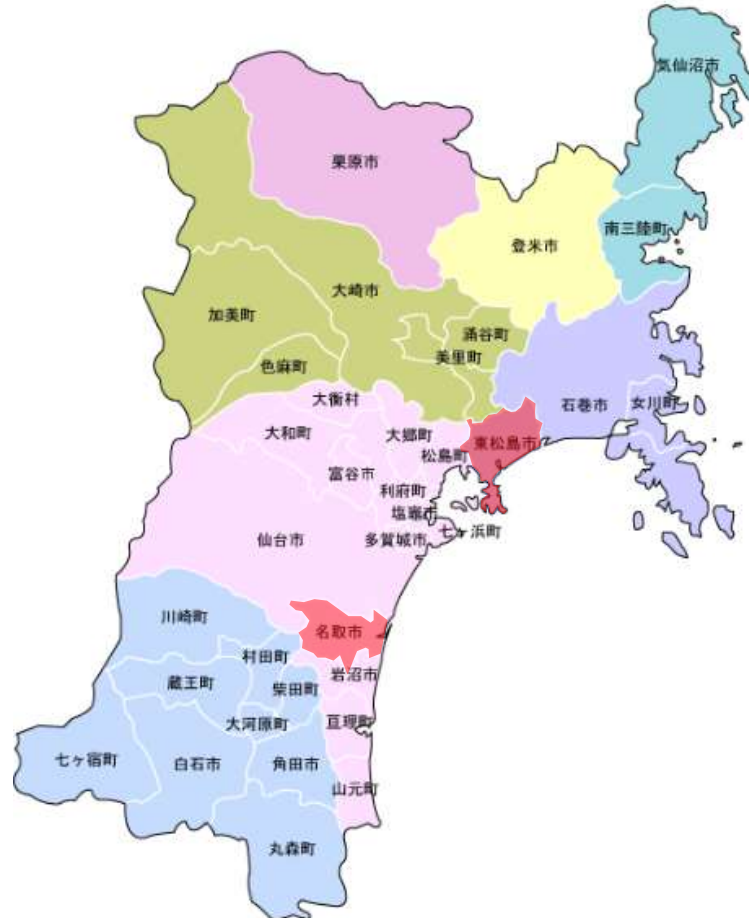 気仙沼市
栗原市
南三陸町
登米市
大崎市
加美町
涌谷町
美里町
色麻町
大衡村
石巻市
女川町
大和町
大郷町
東松島市
松島町
富谷市
利府町
塩竈市
七ヶ浜町
仙台市
多賀城市
川崎町
名取市
村田町
岩沼市
蔵王町
柴田町
大河原町
亘理町
七ヶ宿町
白石市
角田市
山元町
丸森町